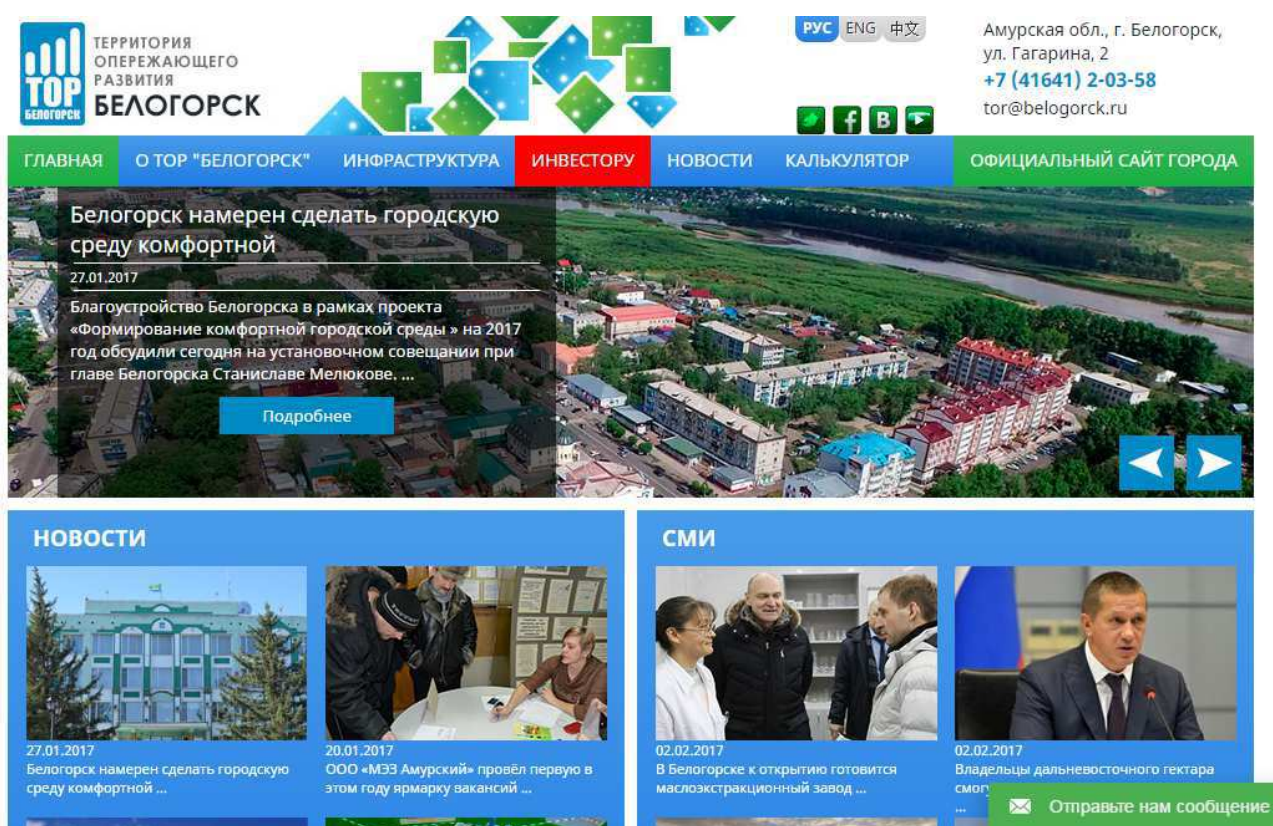 ТОР
БЕЛОГОРСК
ТЕРРИТОРИЯ
ОПЕРЕЖАЮЩЕГО
РАЗВИТИЯ
БЕЛОГОРСК
РУС ENG 中文
Амурская обл., г. Белогорск,
ул. Гагарина, 2
+7 (41641) 2-03-58
tor@belogorck.ru
ГЛАВНАЯ О ТОР "БЕЛОГОРСК" ИНФРАСТРУКТУРА ИНВЕСТОРУ НОВОСТИ КАЛЬКУЛЯТОР ОФИЦИАЛЬНЫЙ САЙТ ГОРОДА
Белогорск намерен сделать городскую
среду комфортной
27.01.2017
Благоустройство Белогорска в рамках проекта
«Формирование комфортной городской среды » на 2017
год обсудили сегодня на установочном совещании при
главе Белогорска Станиславе Мелюкове. ...
Подробнее
НОВОСТИ
27.01.2017
Белогорск намерен сделать городскую
среду комфортной ...
20.01.2017
ООО «МЭЗ Амурский» провёл первую в
этом году ярмарку вакансий ...
СМИ
02.02.2017
В Белогорске к открытию готовится
маслоэкстракционный завод ...
02.02.2017
Владельцы дальневосточного гектара
...
Отправьте нам сообщение